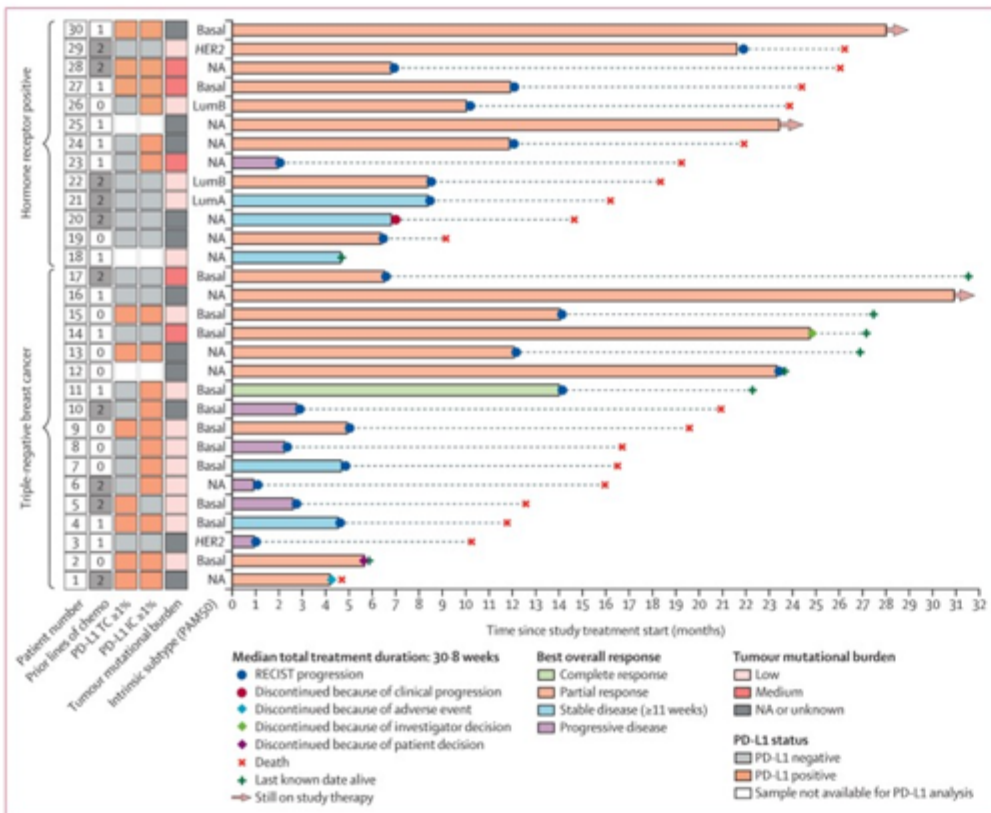 Hormone receptor positive
Triple-negative breast cancer
30 1 Basal
29 2 HER2
28 2 NA
27 1 Basal
26 0 LumB
25 1 NA
24 1 NA
23 1 NA
22 2 LumB
21 2 LumA
20 2 NA
19 0 NA
18 1 NA
17 2 Basal
16 1 NA
15 0 Basal
14 1 Basal
13 0 NA
12 0 NA
11 1 Basal
10 2 Basal
9 0 Basal
8 0 Basal
7 0 Basal
6 2 NA
5 2 Basal
4 1 Basal
3 1 HER2
2 0 Basal
1 2 NA
0 1 2 3 4 5 6 7 8 9 10 11 12 13 14 15 16 17 18 19 20 21 22 23 24 25 26 27 28 29 30 31 32
Time since study treatment start (months)
Patient number
Prior lines of chemo
PD-L1 TC ≥1%
PD-L1 IC ≥1%
Tumour mutational burden
Intrinsic subtype (PAM50)
Median total treatment duration: 30·8 weeks
RECIST progression
Discontinued because of clinical progression
Discontinued because of adverse event
Discontinued because of investigator decision
Discontinued because of patient decision
Death
Last known date alive
Still on study therapy
Best overall response
Complete response
Partial response
Stable disease (≥11 weeks)
Progressive disease
Tumour mutational burden
Low
Medium
NA or unknown
PD-L1 status
PD-L1 negative
PD-L1 positive
Sample not available for PD-L1 analysis